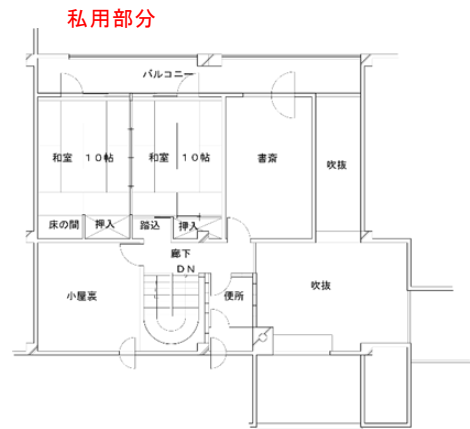 私用部分
バルコニー
和室 １０帖
和室 １０帖
書斎
吹抜
床の間
押入
踏込
押入
廊下
DN
小屋裏
便所
吹抜